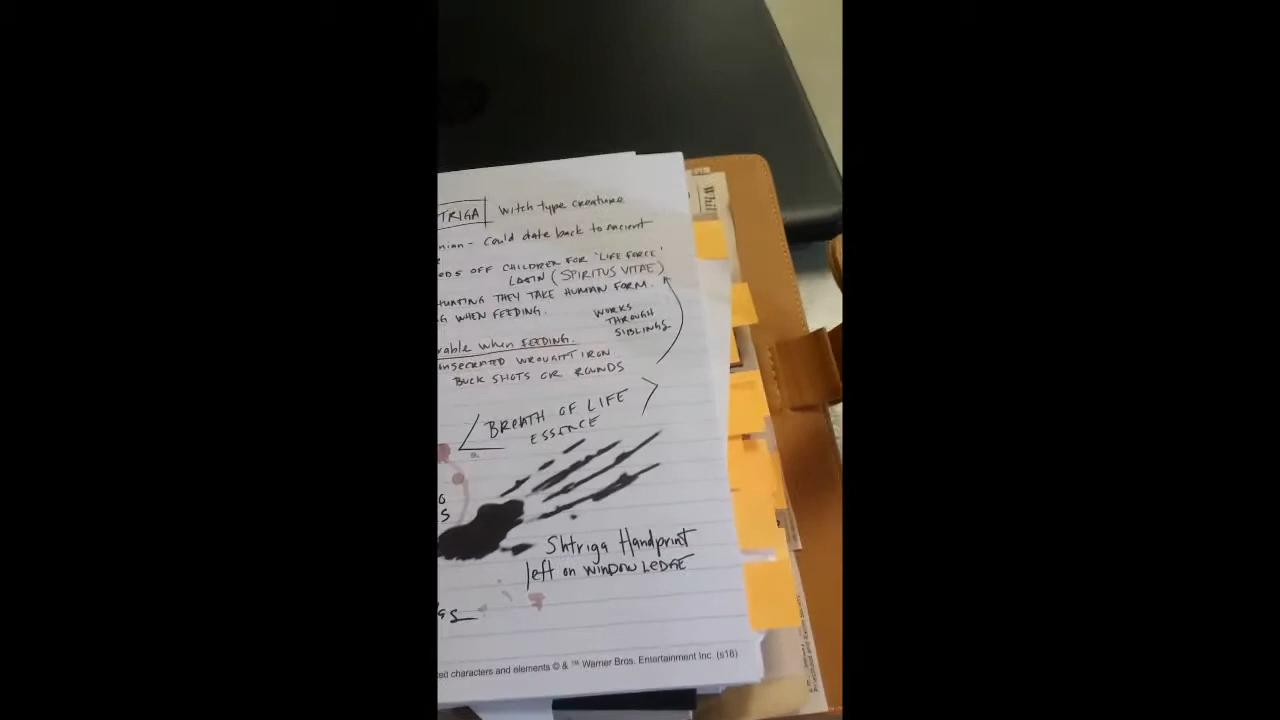 TRIGA Witch type creature
nian - Could date back to ancient
EDS OFF CHILDREN FOR 'LIFE FORCE'
LATIN (SPIRITUS VITAE)
HUNTING THEY TAKE HUMAN FORM.
G WHEN FEEDING.
WORKS
THROUGH
SIBLINGS
rable when FEEDING.
NSECRATED WROUGHT IRON
BUCK SHOTS OR ROUNDS
BREATH OF LIFE
ESSENCE
O
S
Shtriga Handprint
left on WINDOW LEDGE
ted characters and elements © & ™ Warner Bros. Entertainment Inc. (s18)
Whit